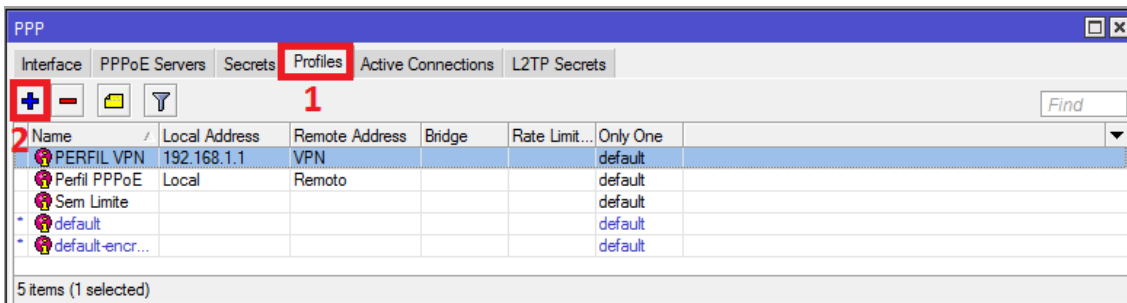 PPP
Interface PPPoE Servers Secrets Profiles Active Connections L2TP Secrets
1
Find
2
Name Local Address Remote Address Bridge Rate Limit... Only One
PERFIL VPN 192.168.1.1 VPN default
Perfil PPPoE Local Remoto default
Sem Limite default
* default default
* default-encr... default
5 items (1 selected)